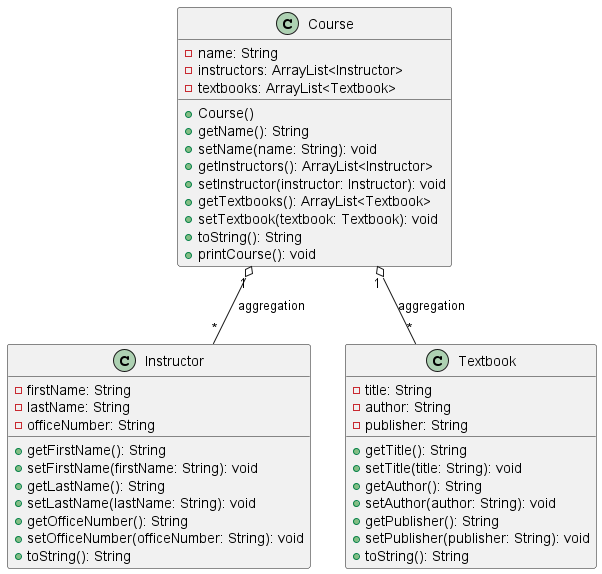 C Course
name: String
instructors: ArrayList<Instructor>
textbooks: ArrayList<Textbook>
Course()
getName(): String
setName(name: String): void
getInstructors(): ArrayList<Instructor>
setInstructor(instructor: Instructor): void
getTextbooks(): ArrayList<Textbook>
setTextbook(textbook: Textbook): void
toString(): String
printCourse(): void
1
1
aggregation
aggregation
*
*
C Instructor
firstName: String
lastName: String
officeNumber: String
getFirstName(): String
setFirstName(firstName: String): void
getLastName(): String
setLastName(lastName: String): void
getOfficeNumber(): String
setOfficeNumber(officeNumber: String): void
toString(): String
C Textbook
title: String
author: String
publisher: String
getTitle(): String
setTitle(title: String): void
getAuthor(): String
setAuthor(author: String): void
getPublisher(): String
setPublisher(publisher: String): void
toString(): String